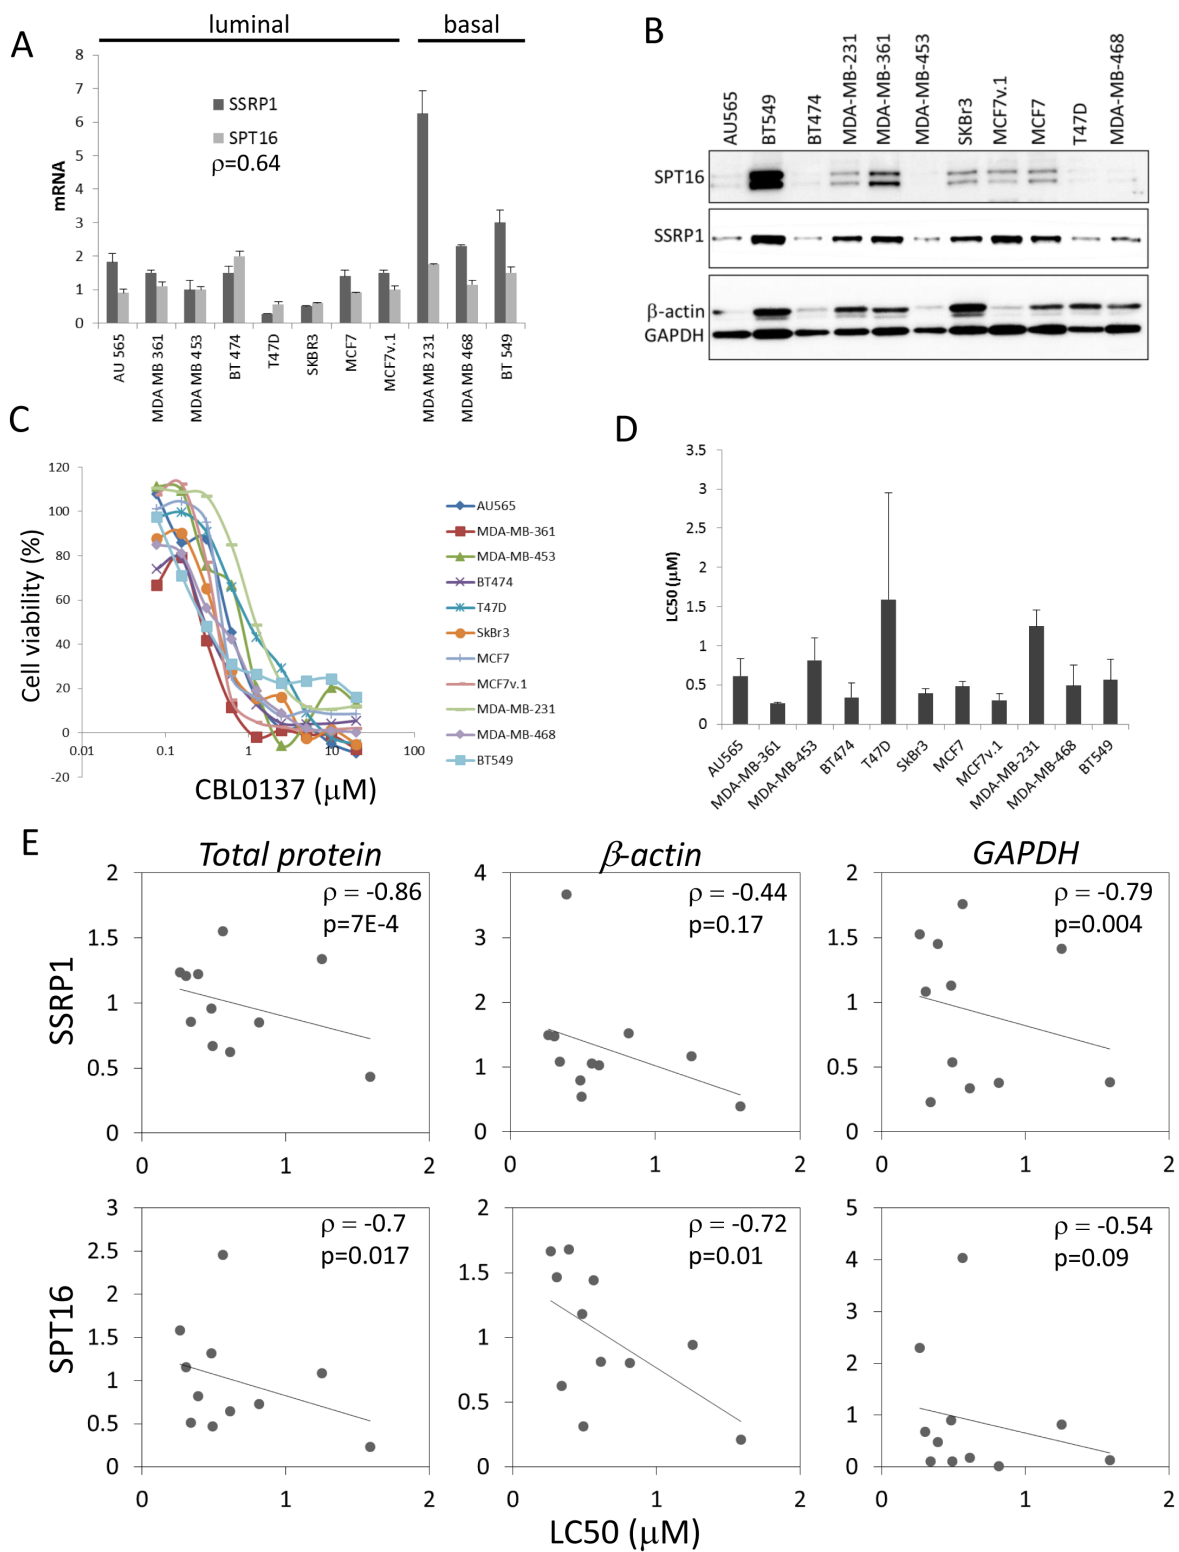 A
luminal
basal
8
7
6
5
4
3
2
1
0
mRNA
SSRP1
SPT16
ρ=0.64
AU 565
MDA MB 361
MDA MB 453
BT 474
T47D
SKBR3
MCF7
MCF7v.1
MDA MB 231
MDA MB 468
BT 549
B
AU565
BT549
BT474
MDA-MB-231
MDA-MB-361
MDA-MB-453
SKBr3
MCF7v.1
MCF7
T47D
MDA-MB-468
SPT16
SSRP1
β-actin
GAPDH
C
120
100
80
60
40
20
0
-20
0.01
0.1
1
10
100
Cell viability (%)
CBL0137 (μM)
AU565
MDA-MB-361
MDA-MB-453
BT474
T47D
SkBr3
MCF7
MCF7v.1
MDA-MB-231
MDA-MB-468
BT549
D
3.5
3
2.5
2
1.5
1
0.5
0
LC50 (μM)
AU565
MDA-MB-361
MDA-MB-453
BT474
T47D
SkBr3
MCF7
MCF7v.1
MDA-MB-231
MDA-MB-468
BT549
E
Total protein
β-actin
GAPDH
SSRP1
2
1.5
1
0.5
0
0
1
2
ρ = -0.86
p=7E-4
4
3
2
1
0
0
1
2
ρ = -0.44
p=0.17
2
1.5
1
0.5
0
0
1
2
ρ = -0.79
p=0.004
SPT16
3
2.5
2
1.5
1
0.5
0
0
1
2
ρ = -0.7
p=0.017
2
1.5
1
0.5
0
0
1
2
ρ = -0.72
p=0.01
5
4
3
2
1
0
0
1
2
ρ = -0.54
p=0.09
LC50 (μM)